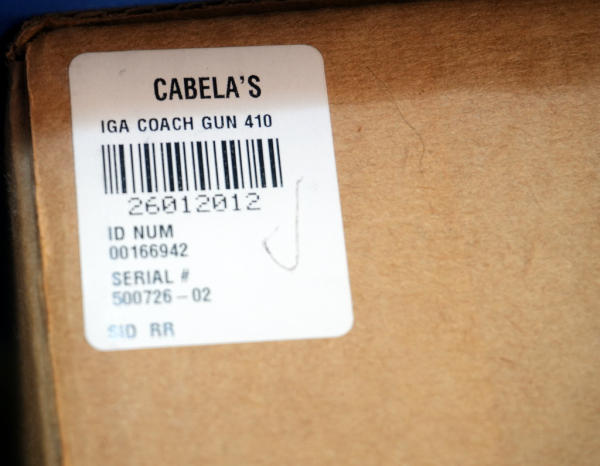 CABELA'S
IGA COACH GUN 410
26012012
ID NUM
00166942
SERIAL #
500726-02
SID RR